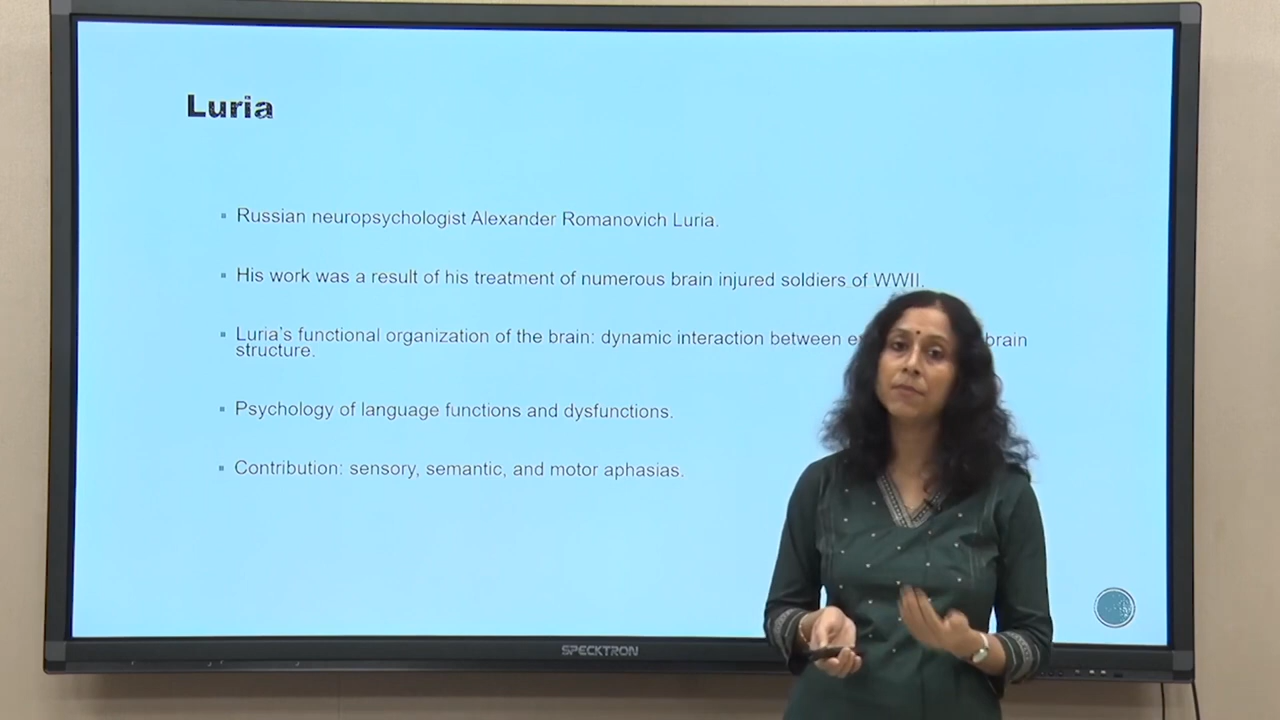 Luria
▪ Russian neuropsychologist Alexander Romanovich Luria.
▪ His work was a result of his treatment of numerous brain injured soldiers of WWII.
▪ Luria's functional organization of the brain: dynamic interaction between brain
structure.
▪ Psychology of language functions and dysfunctions.
▪ Contribution: sensory, semantic, and motor aphasias.
SPECKTRON